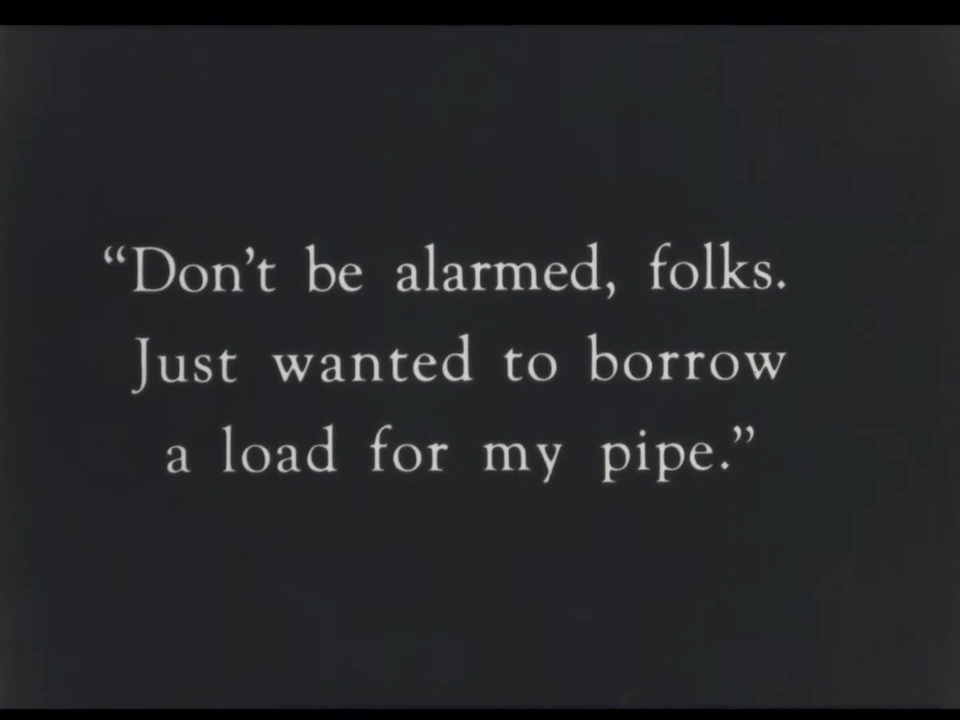 “Don’t be alarmed, folks.
Just wanted to borrow
a load for my pipe.”